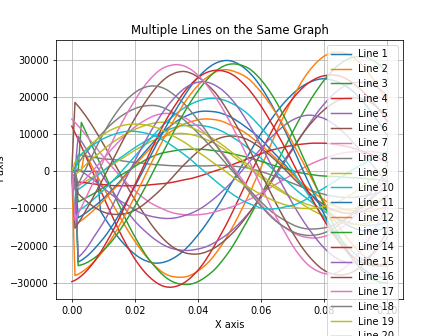 Multiple Lines on the Same Graph
30000
20000
10000
0
−10000
−20000
−30000
0.00
0.02
0.04
0.06
X axis
Line 1
Line 2
Line 3
Line 4
Line 5
Line 6
Line 7
Line 8
Line 9
Line 10
Line 11
Line 12
Line 13
Line 14
Line 15
Line 16
Line 17
Line 18
Line 19